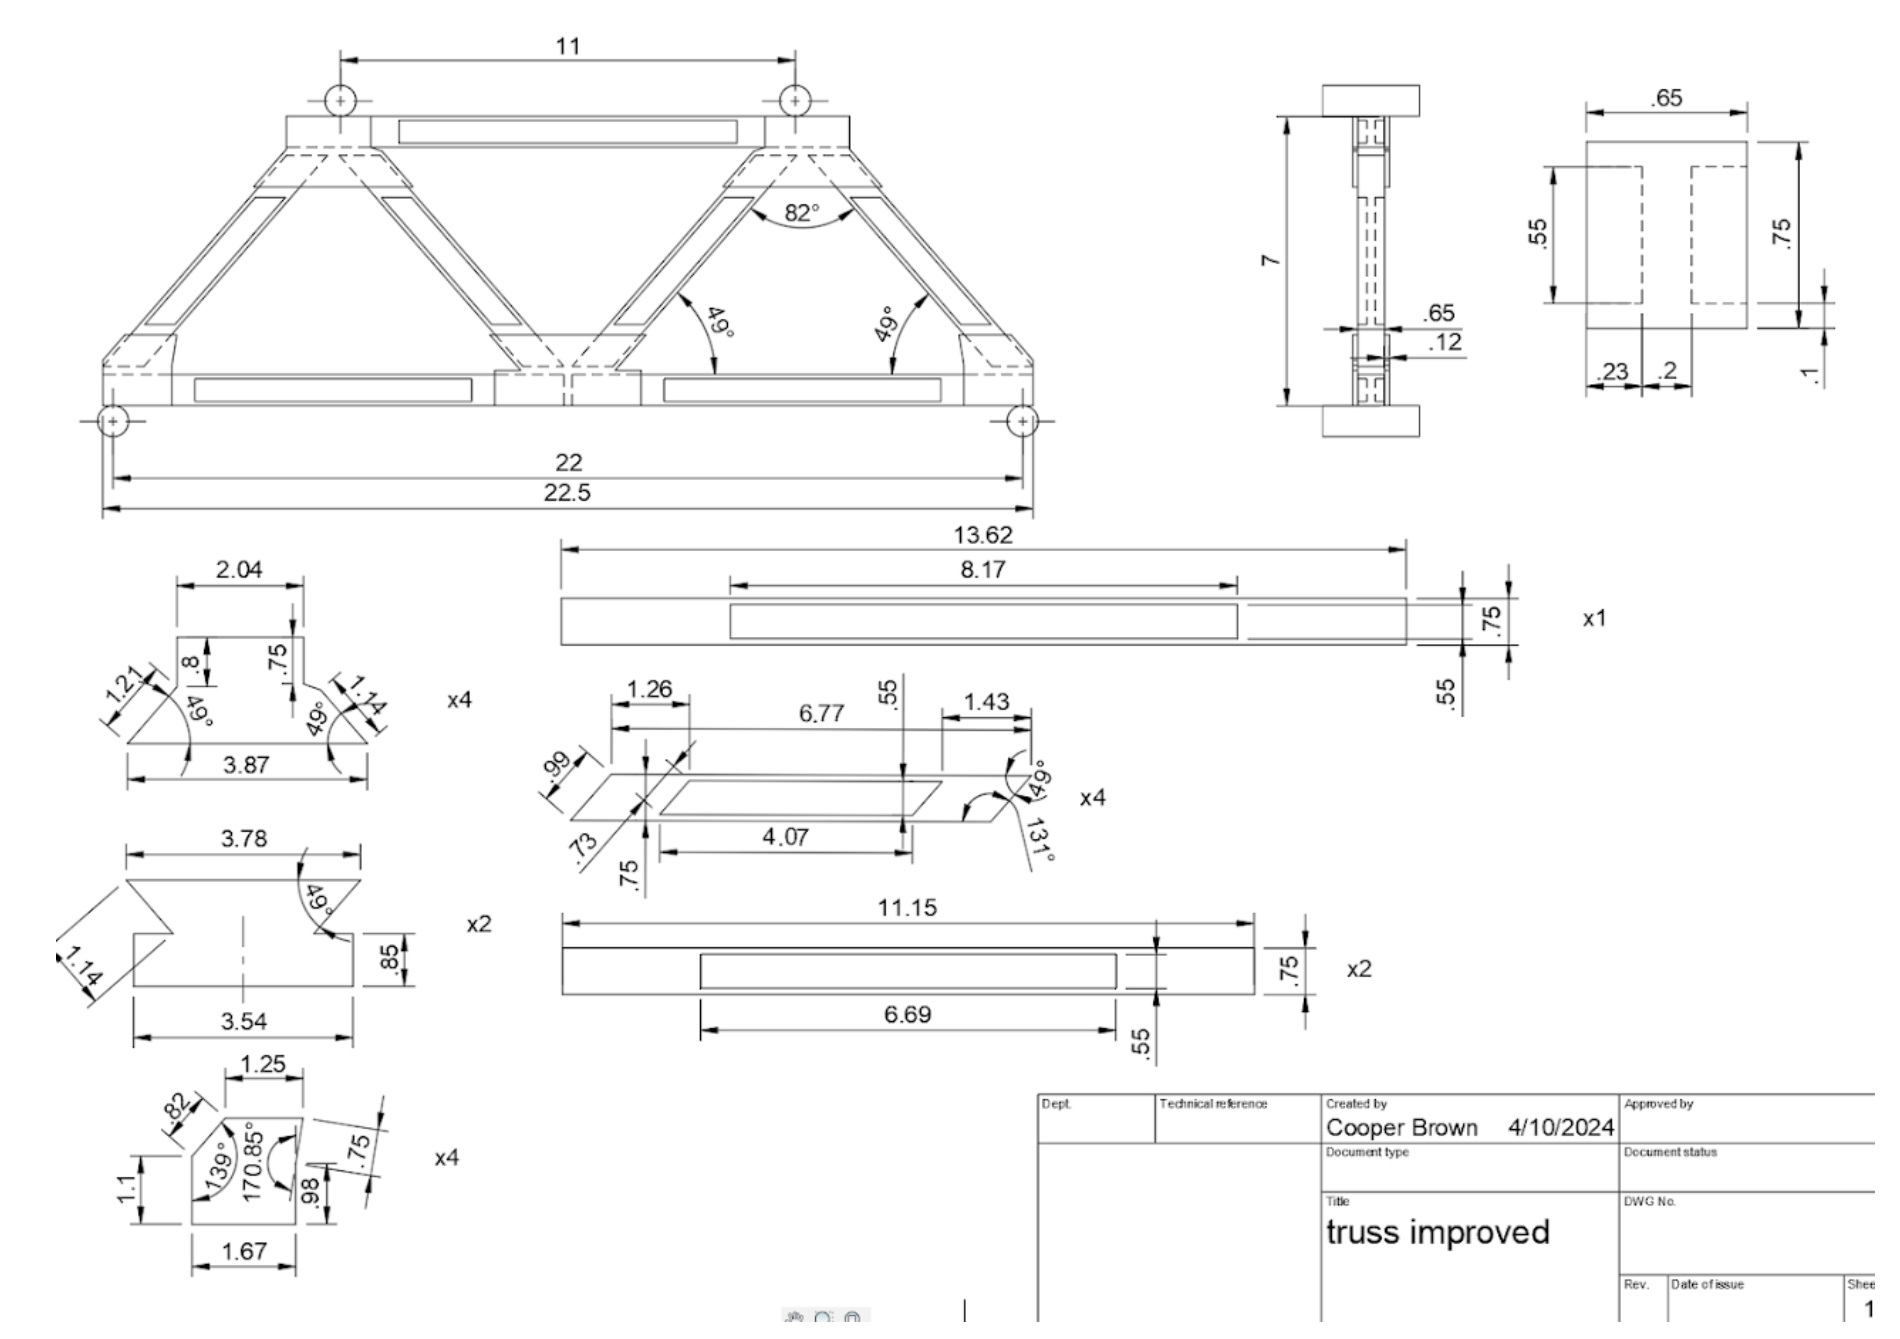 11
82°
49°
49°
22
22.5
7
.65
.12
.65
.55
.75
.23
.2
.1
13.62
8.17
.75
.55
x1
2.04
.8
.75
1.21
49°
49°
1.14
3.87
x4
1.26
.55
1.43
6.77
.99
49°
.73
.75
4.07
131°
x4
3.78
49°
1.14
.85
3.54
x2
11.15
.75
6.69
.55
x2
1.25
.82
139°
170.85°
.75
1.1
.98
1.67
x4
Dept.
Technical reference
Created by
Approved by
Cooper Brown 4/10/2024
Document type
Document status
Title
DWG No.
truss improved
Rev.
Date of issue
Shee
1